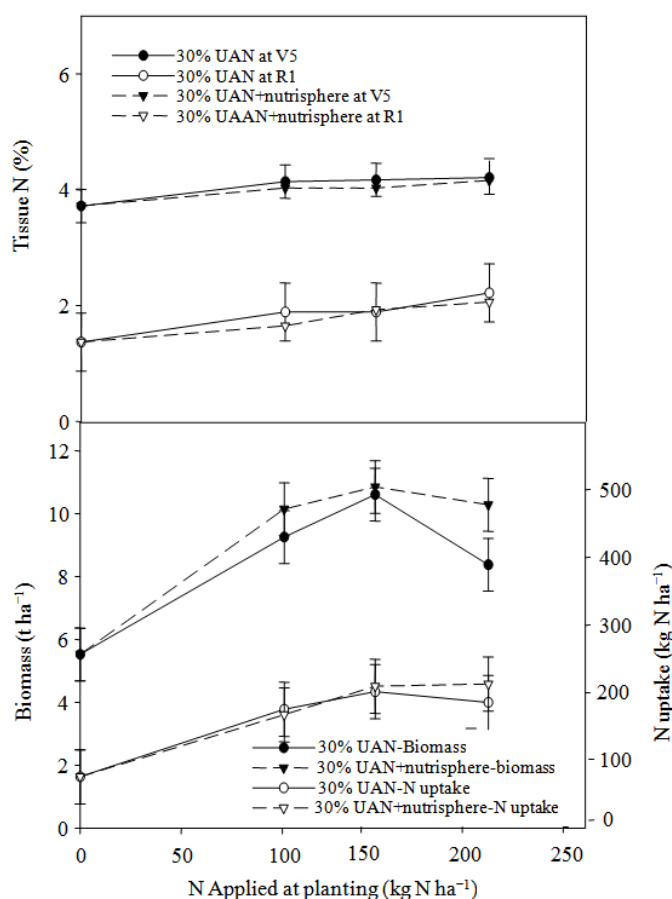 6
4
2
0
Tissue N (%)
30% UAN at V5
30% UAN at R1
30% UAN+nutrisphere at V5
30% UAAN+nutrisphere at R1
12
10
8
6
4
2
0
Biomass (t ha⁻¹)
500
400
300
200
100
0
N uptake (kg N ha⁻¹)
30% UAN-Biomass
30% UAN+nutrisphere-biomass
30% UAN-N uptake
30% UAN+nutrisphere-N uptake
0 50 100 150 200 250
N Applied at planting (kg N ha⁻¹)